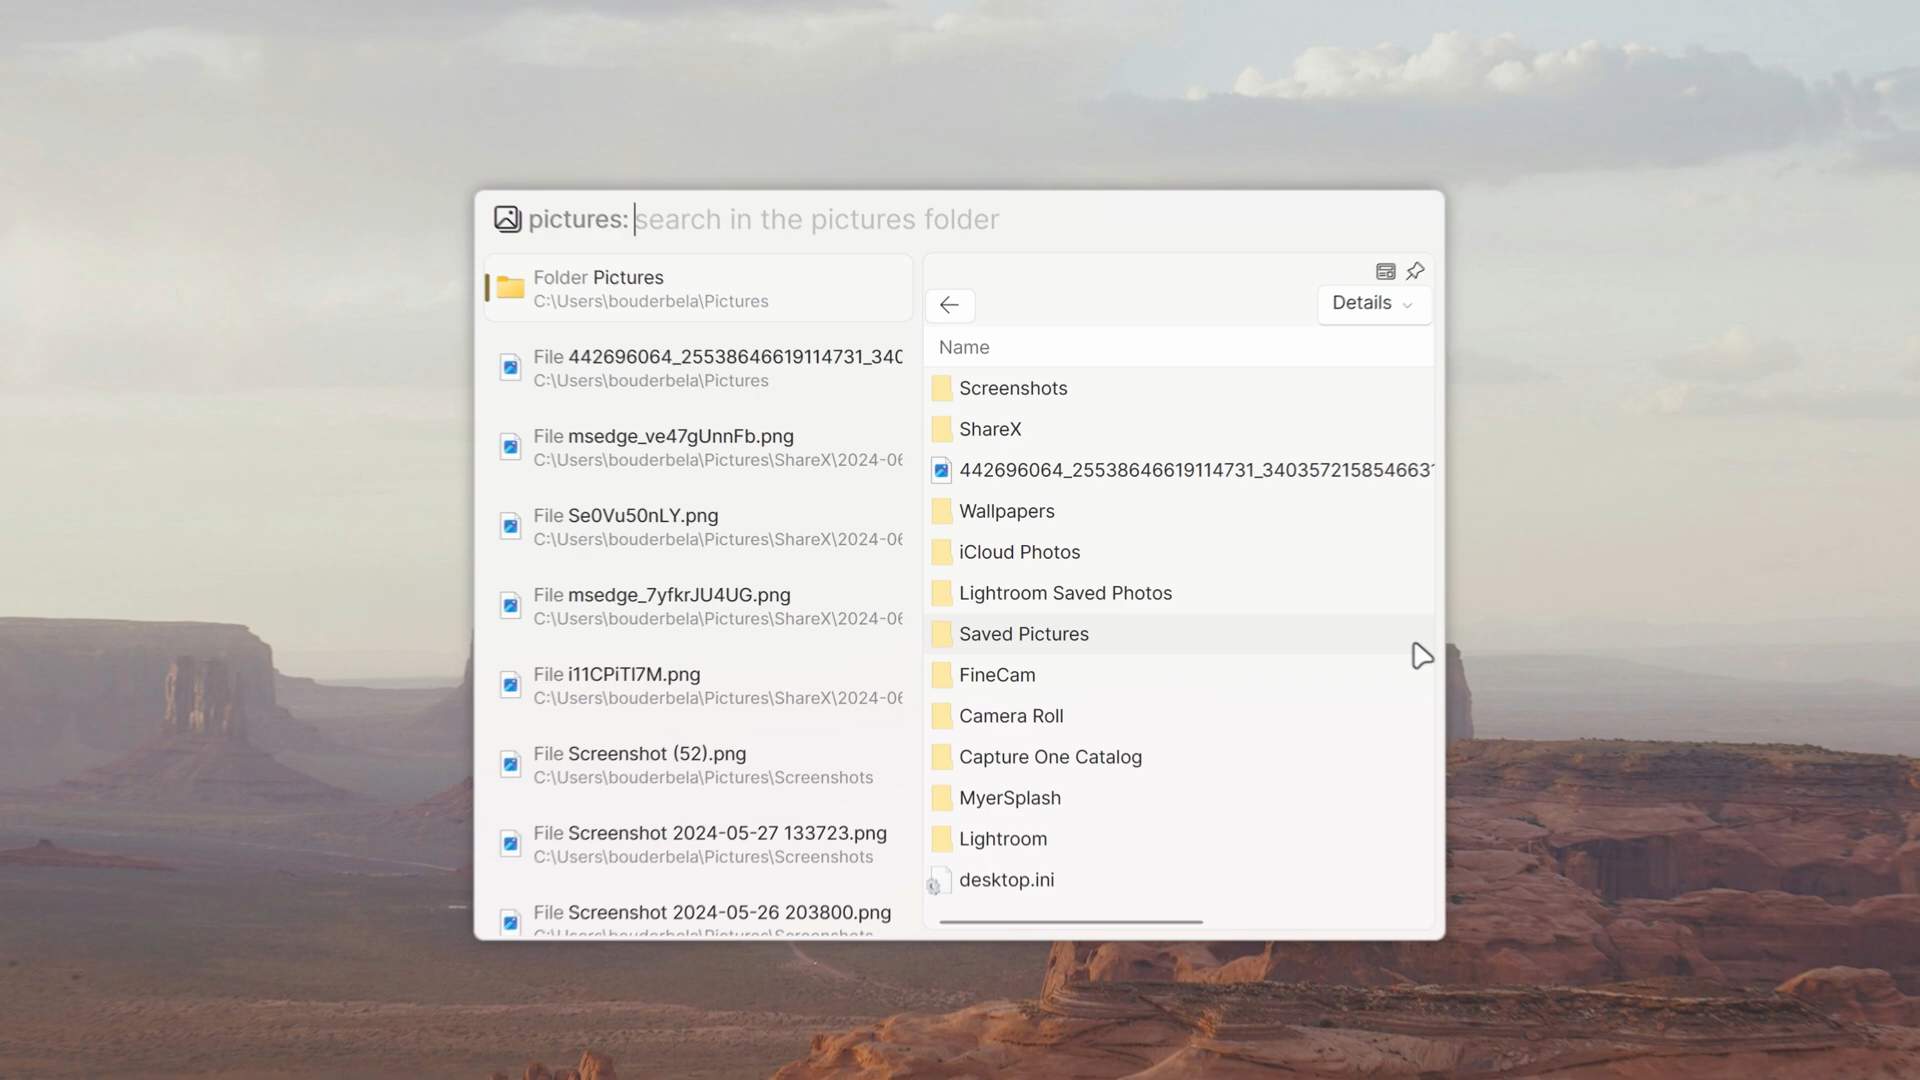 pictures: search in the pictures folder
Folder Pictures
C:\Users\bouderbela\Pictures
File 442696064_25538646619114731_340
C:\Users\bouderbela\Pictures
File msedge_ve47gUnnFb.png
C:\Users\bouderbela\Pictures\ShareX\2024-06
File Se0Vu50nLY.png
C:\Users\bouderbela\Pictures\ShareX\2024-06
File msedge_7yfkrJU4UG.png
C:\Users\bouderbela\Pictures\ShareX\2024-06
File i11CPiTI7M.png
C:\Users\bouderbela\Pictures\ShareX\2024-06
File Screenshot (52).png
C:\Users\bouderbela\Pictures\Screenshots
File Screenshot 2024-05-27 133723.png
C:\Users\bouderbela\Pictures\Screenshots
File Screenshot 2024-05-26 203800.png
C:\Users\bouderbela\Pictures\Screenshots
Details
Name
Screenshots
ShareX
442696064_25538646619114731_340357215854663
Wallpapers
iCloud Photos
Lightroom Saved Photos
Saved Pictures
FineCam
Camera Roll
Capture One Catalog
MyerSplash
Lightroom
desktop.ini